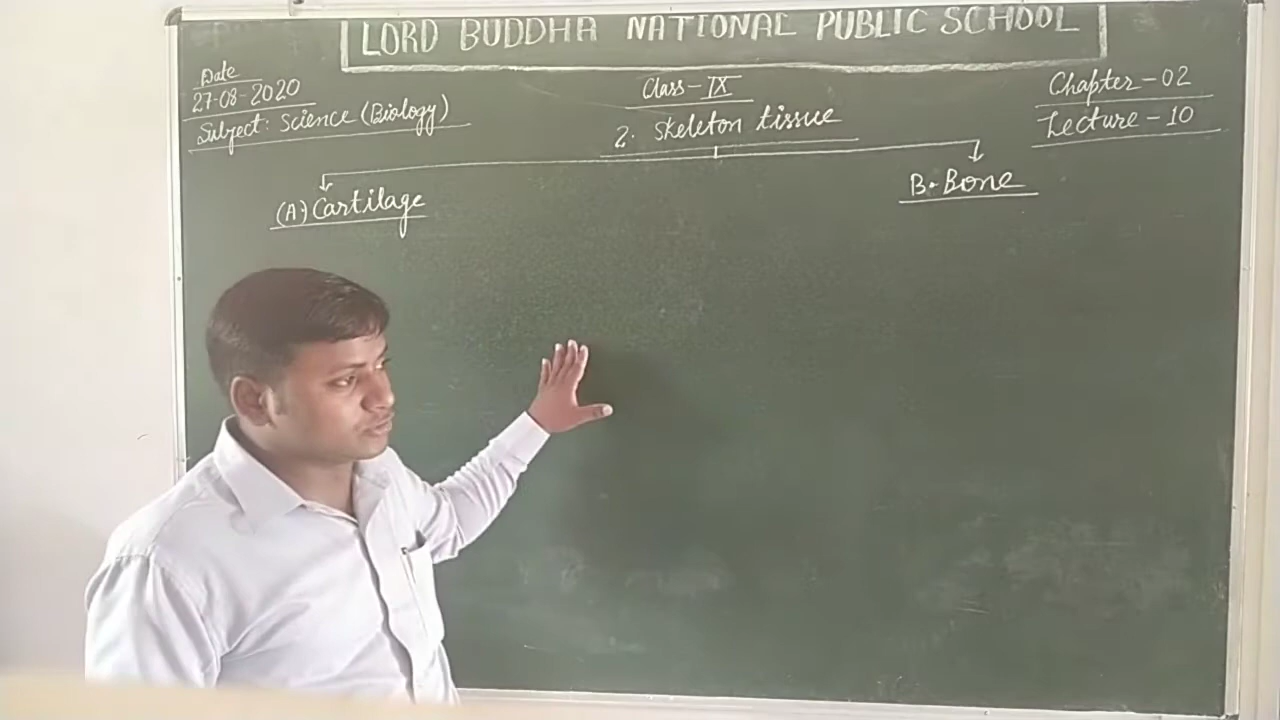 LORD BUDDHA NATIONAL PUBLIC SCHOOL
Date
27-08-2020
Subject: Science (Biology)
Class-IX
2. Skeleton tissue
Chapter-02
Lecture-10
(A) Cartilage
B. Bone